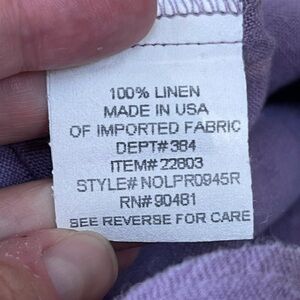 100% LINEN
MADE IN USA
OF IMPORTED FABRIC
DEPT# 384
ITEM# 22803
STYLE# NOLPR0945R
RN# 90481
SEE REVERSE FOR CARE